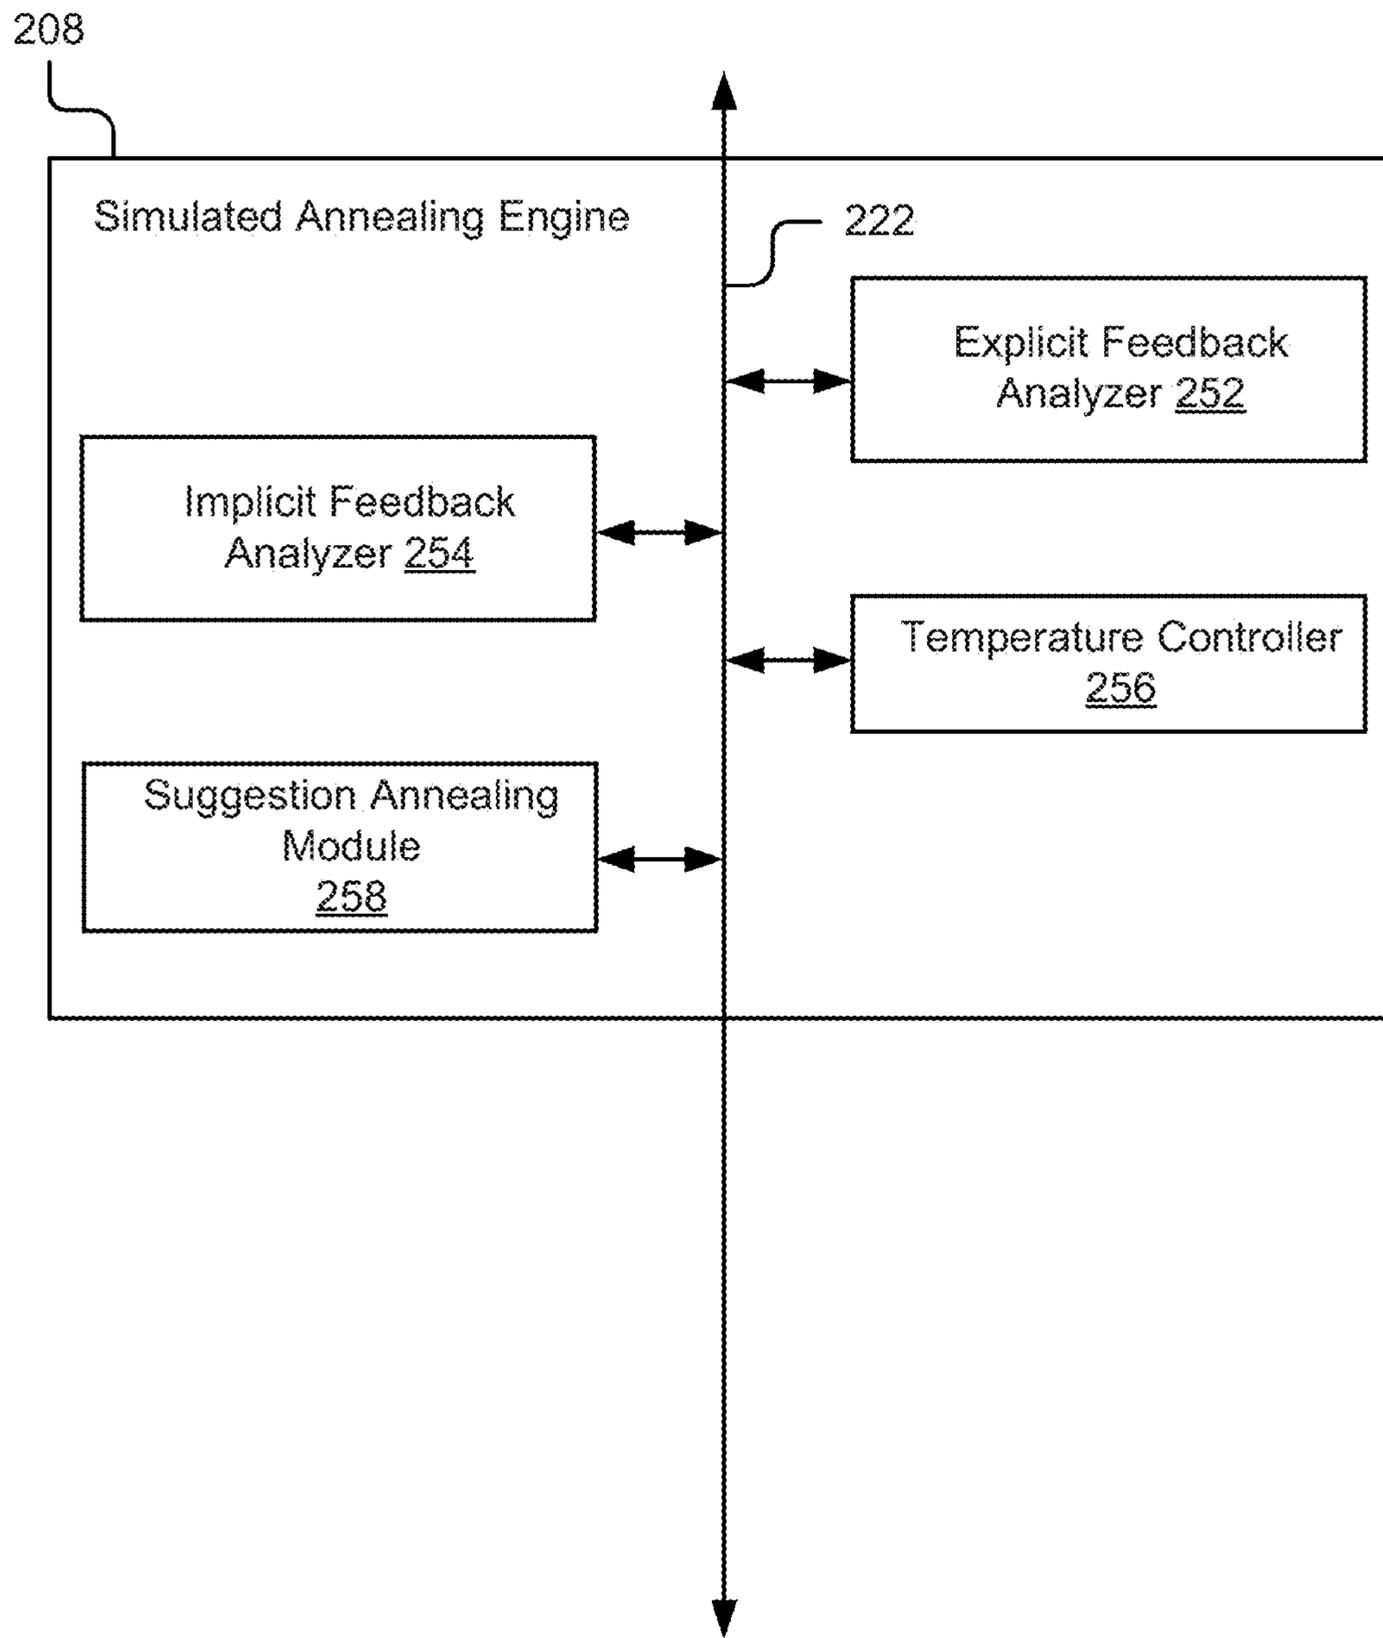 208
Simulated Annealing Engine
222
Explicit Feedback
Analyzer 252
Implicit Feedback
Analyzer 254
Temperature Controller
256
Suggestion Annealing
Module
258